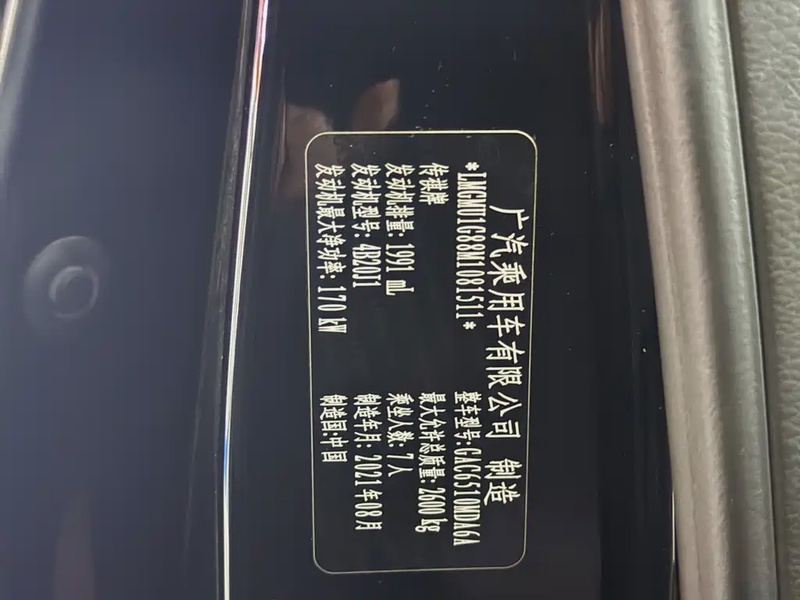 广汽乘用车有限公司 制造
*LMGMU1G88M1081511*
整车型号:GAC6510MDA6A
传祺牌
最大允许总质量: 2600 kg
发动机排量: 1991 mL
乘坐人数: 7人
发动机型号: 4B20J1
制造年月: 2021年08月
发动机最大净功率: 170 kW
制造国:中国